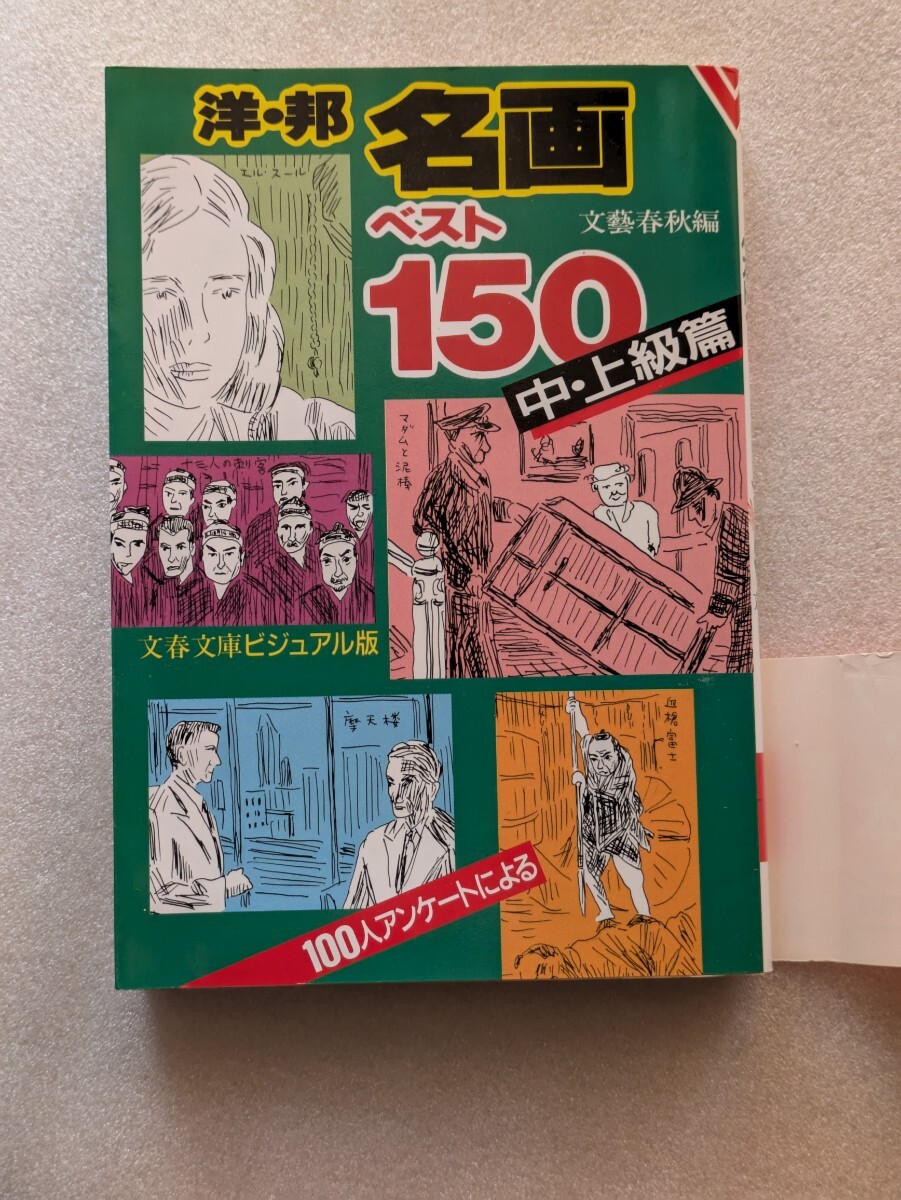 洋・邦
名画
ベスト
150
文藝春秋編
中・上級篇
エル・スール
マダムと泥棒
十三人の刺客
文春文庫ビジュアル版
摩天楼
血槍富士
100人アンケートによる